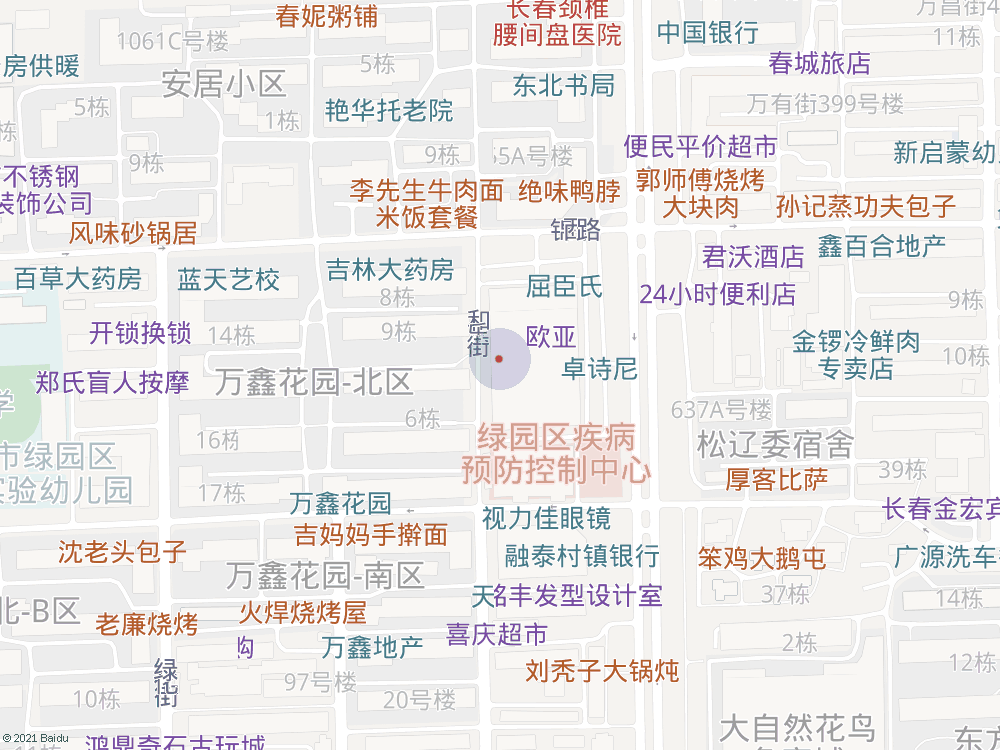 春妮粥铺
长春颈椎
腰间盘医院
中国银行
万昌街4
1061C号楼
11栋
房供暖
5栋
春城旅店
安居小区
东北书局
5栋
艳华托老院
万有街399号楼
1栋
栋
9栋
9栋
55A号楼
便民平价超市
新启蒙幼儿
不锈钢
装饰公司
李先生牛肉面
米饭套餐
绝味鸭脖
郭师傅烧烤
大块肉
孙记蒸功夫包子
风味砂锅居
君沃酒店
鑫百合地产
百草大药房
蓝天艺校
吉林大药房
屈臣氏
24小时便利店
8栋
9栋
开锁换锁
14栋
9栋
欧亚
金锣冷鲜肉
专卖店
10栋
郑氏盲人按摩
万鑫花园-北区
卓诗尼
学
6栋
637A号楼
16栋
绿园区疾病
预防控制中心
松辽委宿舍
市绿园区
实验幼儿园
39栋
17栋
厚客比萨
万鑫花园
视力佳眼镜
长春金宏宾
吉妈妈手擀面
沈老头包子
融泰村镇银行
笨鸡大鹅屯
广源洗车
万鑫花园-南区
天
铭丰发型设计室
37栋
14栋
北-B区
火焊烧烤屋
老廉烧烤
喜庆超市
购
万鑫地产
2栋
12栋
刘秃子大锅炖
97号楼
10栋
20号楼
大自然花鸟
东方
鸿鼎奇石古玩城
© 2021 Baidu